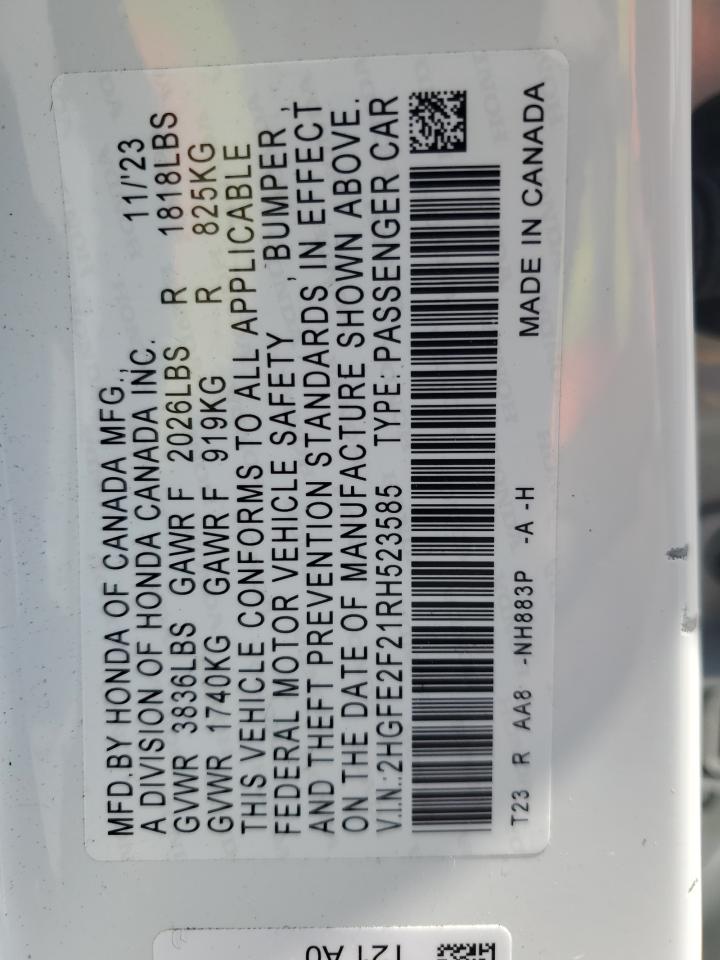 MFD.BY HONDA OF CANADA MFG., 11/'23
A DIVISION OF HONDA CANADA INC.
GVWR 3836LBS GAWR F 2026LBS R 1818LBS
GVWR 1740KG GAWR F 919KG R 825KG
THIS VEHICLE CONFORMS TO ALL APPLICABLE
FEDERAL MOTOR VEHICLE SAFETY , BUMPER ,
AND THEFT PREVENTION STANDARDS IN EFFECT
ON THE DATE OF MANUFACTURE SHOWN ABOVE.
V.I.N.:2HGFE2F21RH523585 TYPE:PASSENGER CAR
T23 R AA8 -NH883P -A -H MADE IN CANADA